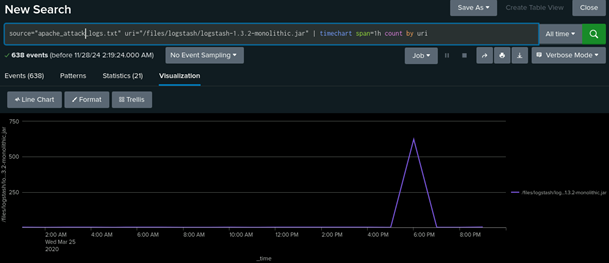 New Search
Save As
Create Table View
Close
source="apache_attack_logs.txt" uri="/files/logstash/logstash-1.3.2-monolithic.jar" | timechart span=1h count by uri
All time
638 events (before 11/28/24 2:19:24.000 AM)
No Event Sampling
Job
Verbose Mode
Events (638)
Patterns
Statistics (21)
Visualization
Line Chart
Format
Trellis
/files/logstash/lo...3.2-monolithic.jar
750
500
250
2:00 AM
Wed Mar 25
2020
4:00 AM
6:00 AM
8:00 AM
10:00 AM
12:00 PM
2:00 PM
4:00 PM
6:00 PM
8:00 PM
_time
/files/logstash/log...1.3.2-monolithic.jar